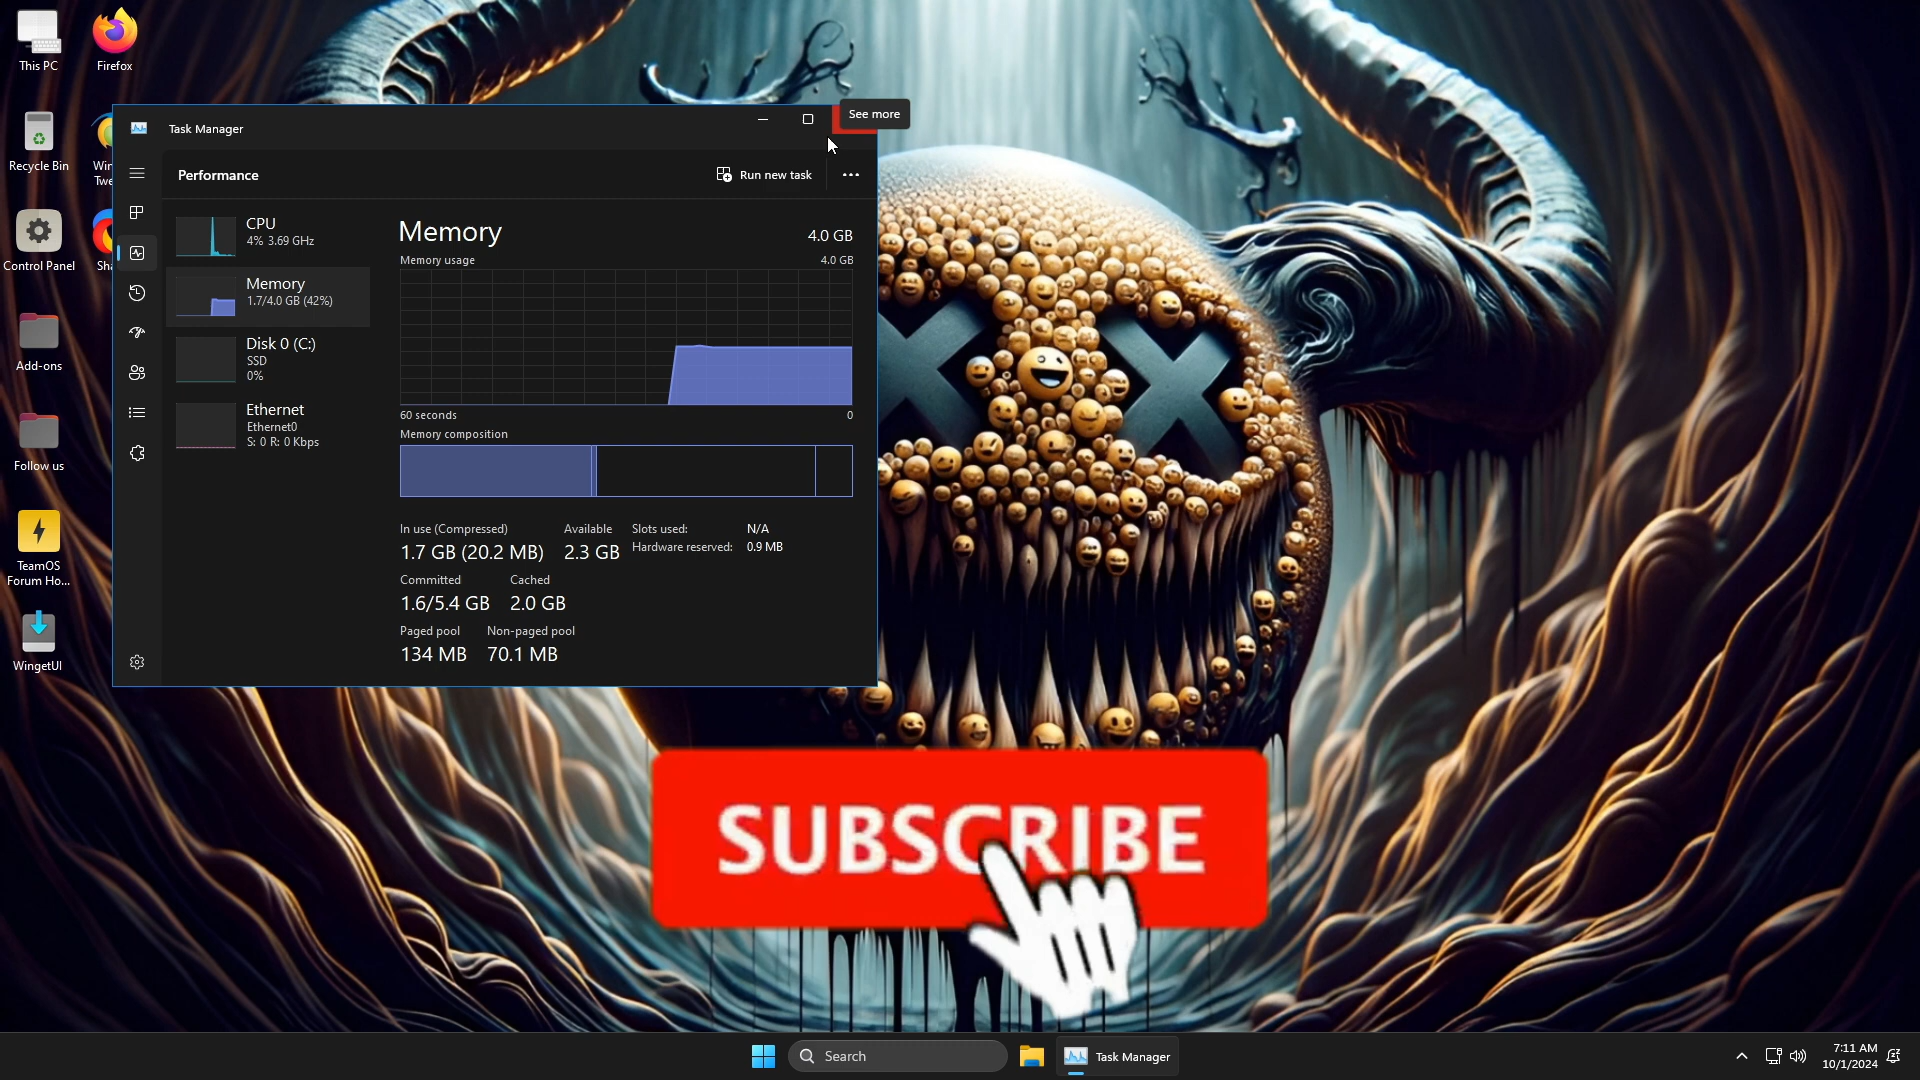 This PC
Firefox
Recycle Bin
Win
Twe
Control Panel
Sha
Add-ons
Follow us
TeamOS
Forum Ho...
WingetUI
Task Manager
See more
Performance
Run new task
CPU
4% 3.69 GHz
Memory
1.7/4.0 GB (42%)
Disk 0 (C:)
SSD
0%
Ethernet
Ethernet0
S: 0 R: 0 Kbps
Memory
4.0 GB
Memory usage
4.0 GB
60 seconds
0
Memory composition
In use (Compressed)
1.7 GB (20.2 MB)
Available
2.3 GB
Slots used: N/A
Hardware reserved: 0.9 MB
Committed
1.6/5.4 GB
Cached
2.0 GB
Paged pool
134 MB
Non-paged pool
70.1 MB
SUBSCRIBE
Search
Task Manager
7:11 AM
10/1/2024